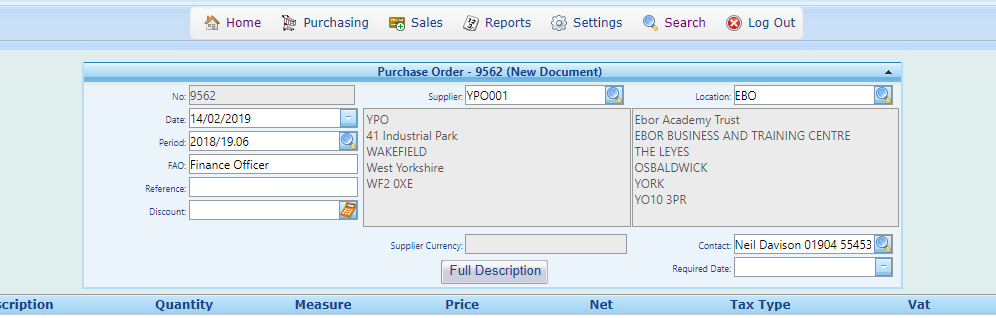 Home Purchasing Sales Reports Settings Search Log Out
Purchase Order - 9562 (New Document)
No: 9562 Supplier: YPO001 Location: EBO
Date: 14/02/2019
Period: 2018/19.06
FAO: Finance Officer
Reference:
Discount:
YPO
41 Industrial Park
WAKEFIELD
West Yorkshire
WF2 0XE
Ebor Academy Trust
EBOR BUSINESS AND TRAINING CENTRE
THE LEYES
OSBALDWICK
YORK
YO10 3PR
Supplier Currency: Contact: Neil Davison 01904 55453
Full Description Required Date:
scription Quantity Measure Price Net Tax Type Vat